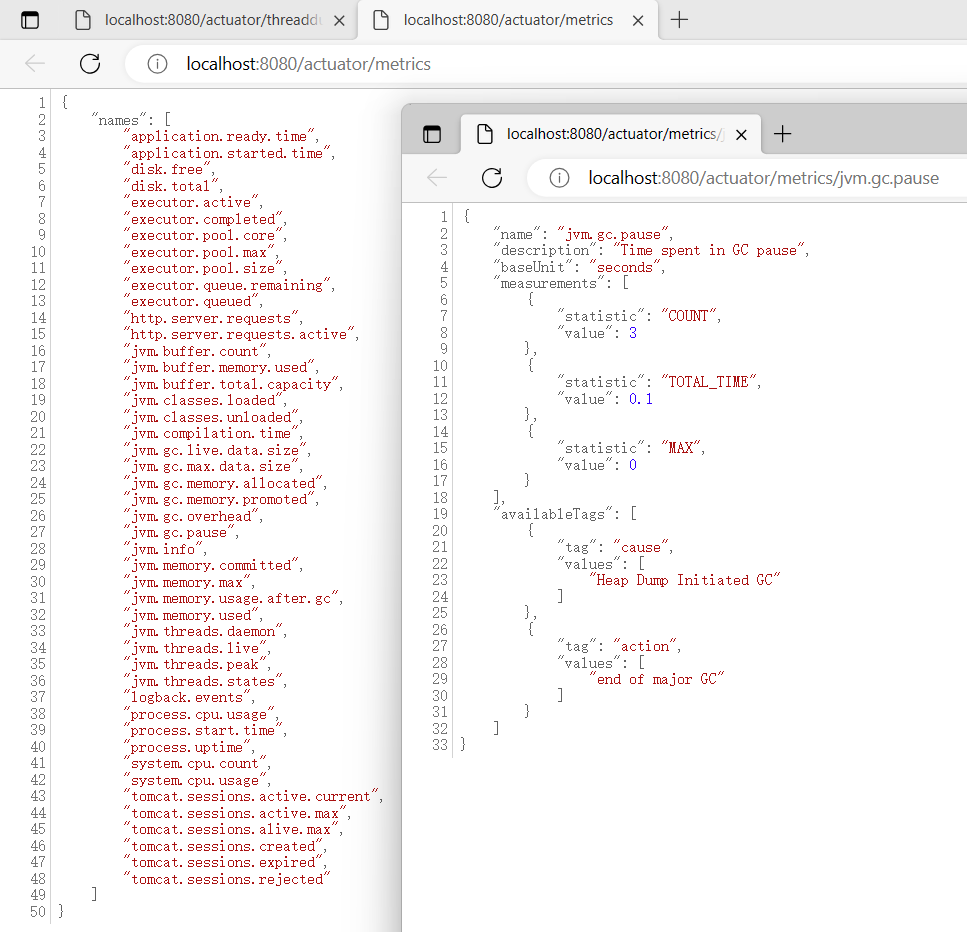 localhost:8080/actuator/threaddu
localhost:8080/actuator/metrics
localhost:8080/actuator/metrics
1 {
2 "names": [
3 "application.ready.time",
4 "application.started.time",
5 "disk.free",
6 "disk.total",
7 "executor.active",
8 "executor.completed",
9 "executor.pool.core",
10 "executor.pool.max",
11 "executor.pool.size",
12 "executor.queue.remaining",
13 "executor.queued",
14 "http.server.requests",
15 "http.server.requests.active",
16 "jvm.buffer.count",
17 "jvm.buffer.memory.used",
18 "jvm.buffer.total.capacity",
19 "jvm.classes.loaded",
20 "jvm.classes.unloaded",
21 "jvm.compilation.time",
22 "jvm.gc.live.data.size",
23 "jvm.gc.max.data.size",
24 "jvm.gc.memory.allocated",
25 "jvm.gc.memory.promoted",
26 "jvm.gc.overhead",
27 "jvm.gc.pause",
28 "jvm.info",
29 "jvm.memory.committed",
30 "jvm.memory.max",
31 "jvm.memory.usage.after.gc",
32 "jvm.memory.used",
33 "jvm.threads.daemon",
34 "jvm.threads.live",
35 "jvm.threads.peak",
36 "jvm.threads.states",
37 "logback.events",
38 "process.cpu.usage",
39 "process.start.time",
40 "process.uptime",
41 "system.cpu.count",
42 "system.cpu.usage",
43 "tomcat.sessions.active.current",
44 "tomcat.sessions.active.max",
45 "tomcat.sessions.alive.max",
46 "tomcat.sessions.created",
47 "tomcat.sessions.expired",
48 "tomcat.sessions.rejected"
49 ]
50 }
localhost:8080/actuator/metrics/j
localhost:8080/actuator/metrics/jvm.gc.pause
1 {
2 "name": "jvm.gc.pause",
3 "description": "Time spent in GC pause",
4 "baseUnit": "seconds",
5 "measurements": [
6 {
7 "statistic": "COUNT",
8 "value": 3
9 },
10 {
11 "statistic": "TOTAL_TIME",
12 "value": 0.1
13 },
14 {
15 "statistic": "MAX",
16 "value": 0
17 }
18 ],
19 "availableTags": [
20 {
21 "tag": "cause",
22 "values": [
23 "Heap Dump Initiated GC"
24 ]
25 },
26 {
27 "tag": "action",
28 "values": [
29 "end of major GC"
30 ]
31 }
32 ]
33 }